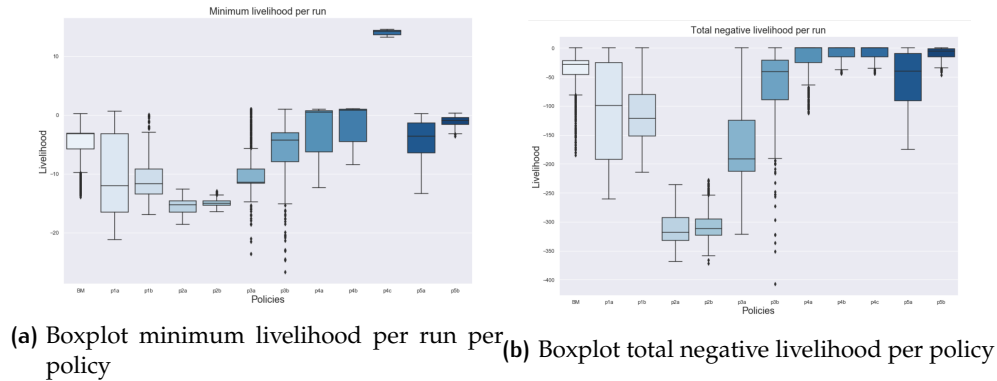 Minimum livelihood per run
Livelihood
10
0
−10
−20
BM p1a p1b p2a p2b p3a p3b p4a p4b p4c p5a p5b
Policies
(a) Boxplot minimum livelihood per run per
policy
Total negative livelihood per run
Livelihood
0
−50
−100
−150
−200
−250
−300
−350
−400
BM p1a p1b p2a p2b p3a p3b p4a p4b p4c p5a p5b
Policies
(b) Boxplot total negative livelihood per policy